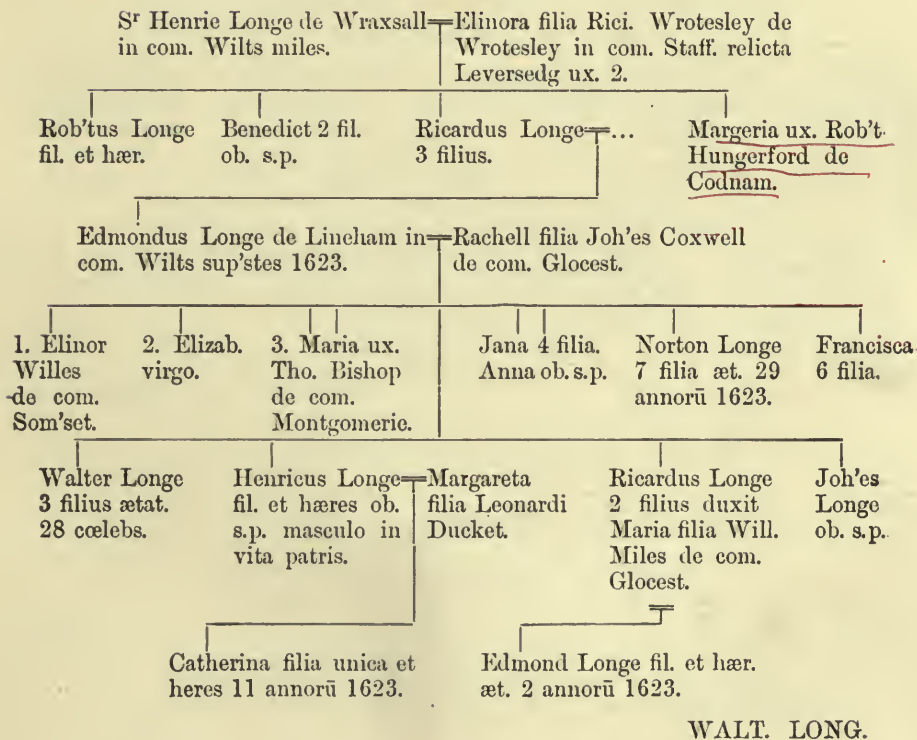 Sʳ Henrie Longe de Wraxsall
in com. Wilts miles.
Elinora filia Rici. Wrotesley de
Wrotesley in com. Staff. relicta
Leversedg ux. 2.
Rob'tus Longe
fil. et hær.
Benedict 2 fil.
ob. s.p.
Ricardus Longe
3 filius.
...
Margeria ux. Rob't
Hungerford de
Codnam.
Edmondus Longe de Lineham in
com. Wilts sup'stes 1623.
Rachell filia Joh'es Coxwell
de com. Glocest.
1. Elinor
Willes
de com.
Som'set.
2. Elizab.
virgo.
3. Maria ux.
Tho. Bishop
de com.
Montgomerie.
Jana 4 filia.
Anna ob. s.p.
Norton Longe
7 filia æt. 29
annorū 1623.
Francisca
6 filia.
Walter Longe
3 filius ætat.
28 cœlebs.
Henricus Longe
fil. et hæres ob.
s.p. masculo in
vita patris.
Margareta
filia Leonardi
Ducket.
Ricardus Longe
2 filius duxit
Maria filia Will.
Miles de com.
Glocest.
Joh'es
Longe
ob. s.p.
Catherina filia unica et
heres 11 annorū 1623.
Edmond Longe fil. et hær.
æt. 2 annorū 1623.
WALT. LONG.